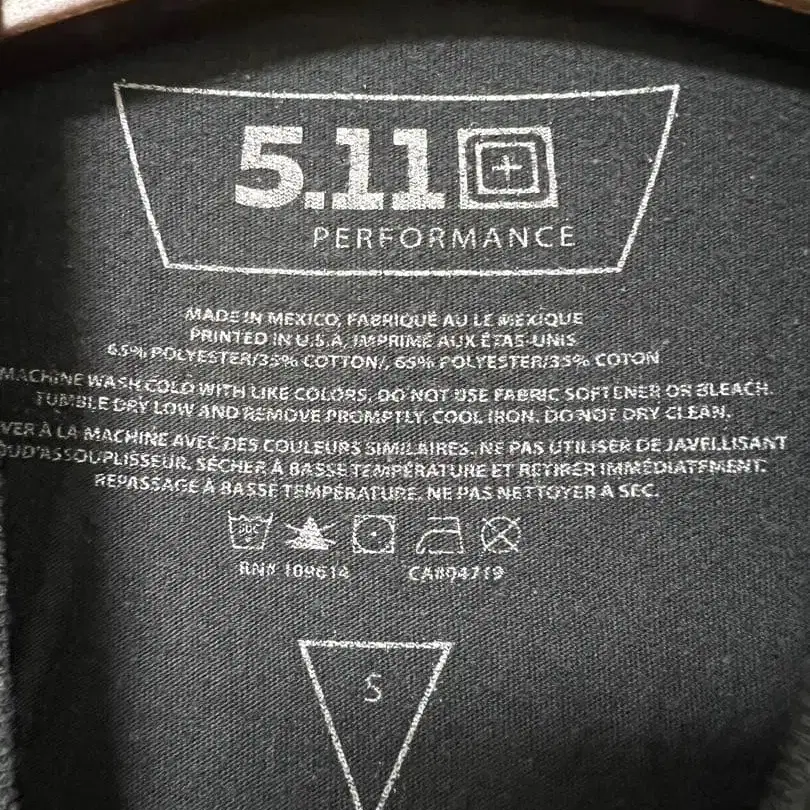 5.11
PERFORMANCE
MADE IN MEXICO, FABRIQUÉ AU LE MEXIQUE
PRINTED IN U.S.A, IMPRIMÉ AUX ÉTAS-UNIS
65% POLYESTER/35% COTTON/, 65% POLYESTER/35% COTON
MACHINE WASH COLD WITH LIKE COLORS, DO NOT USE FABRIC SOFTENER OR BLEACH.
TUMBLE DRY LOW AND REMOVE PROMPTLY, COOL IRON. DO NOT DRY CLEAN.
VER À LA MACHINE AVEC DES COULEURS SIMILAIRES. NE PAS UTILISER DE JAVELLISANT
OU D'ASSOUPLISSEUR. SÉCHER À BASSE TEMPÉRATURE ET RETIRER IMMÉDIATEMENT.
REPASSAGE À BASSE TEMPÉRATURE. NE PAS NETTOYER À SEC.
RN# 109614 CA#04719
S